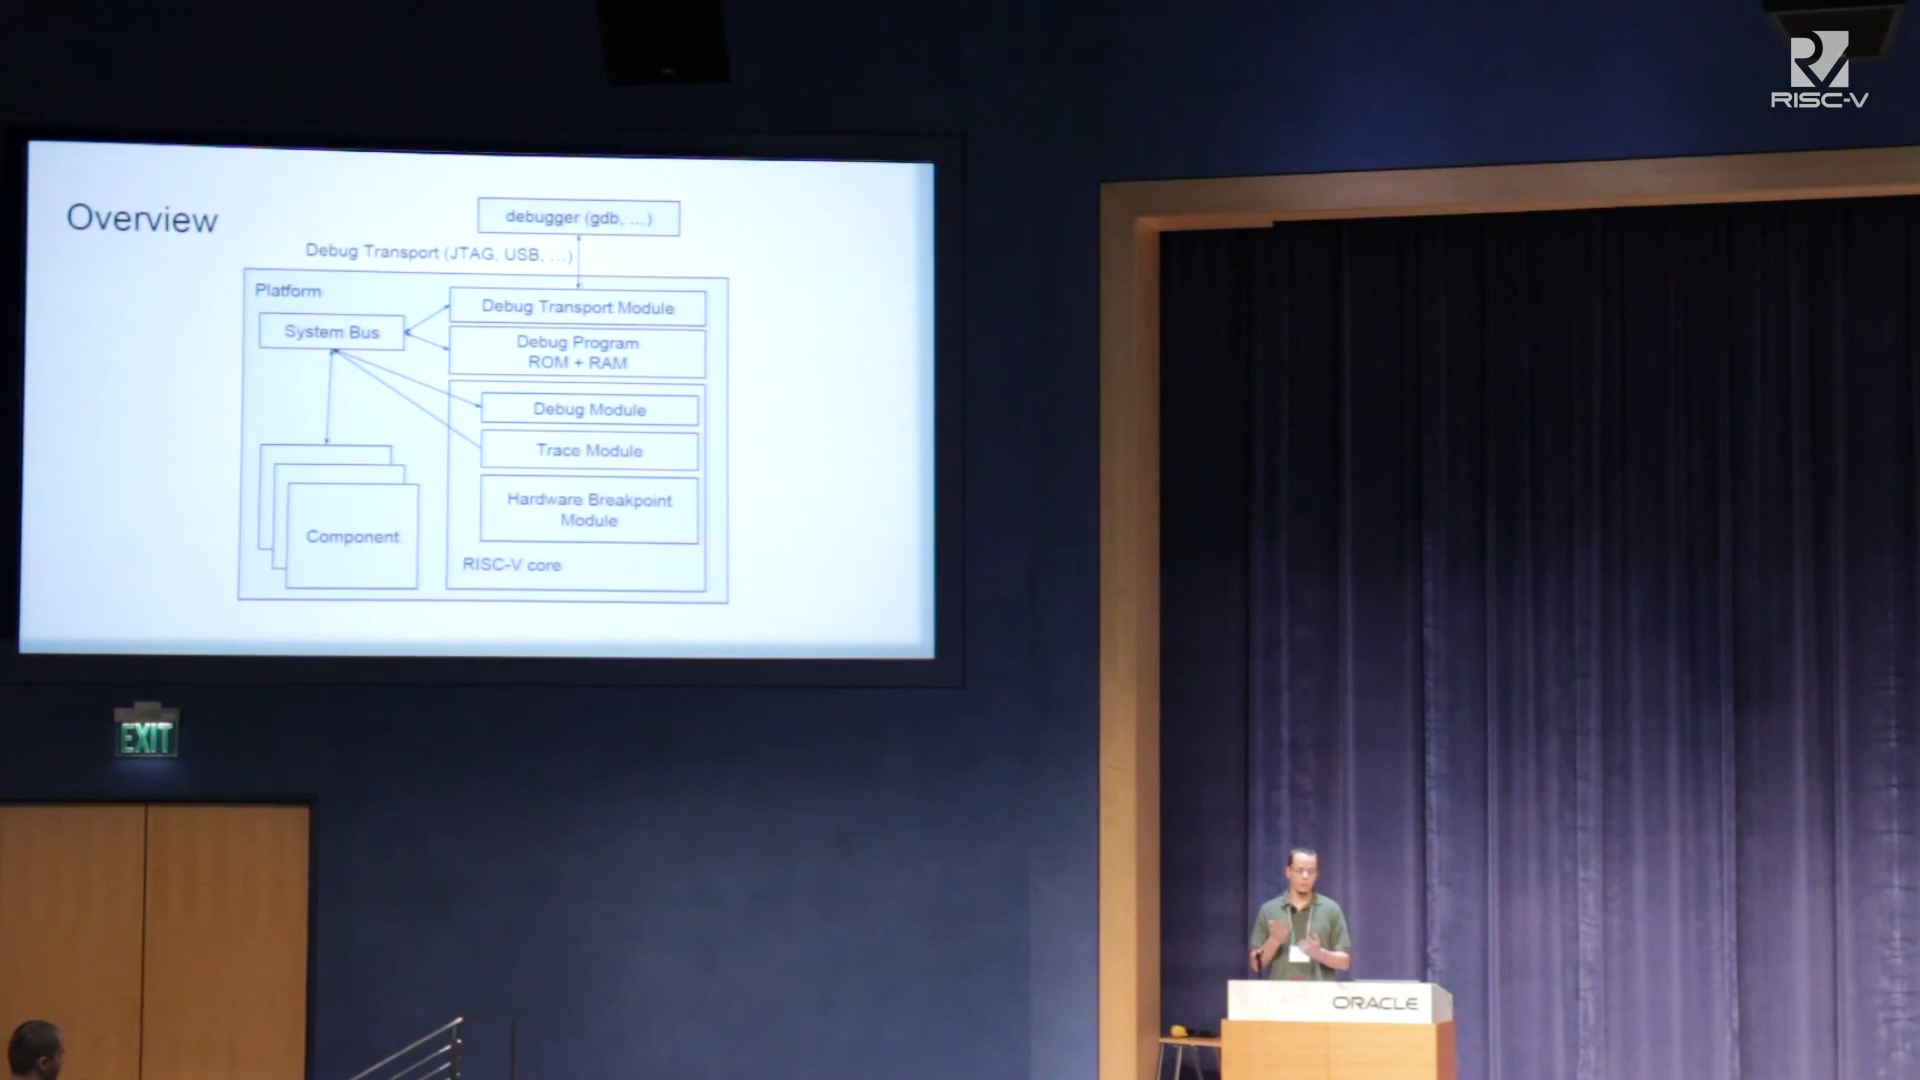 RISC-V
Overview
debugger (gdb, ...)
Debug Transport (JTAG, USB, ...)
Platform
Debug Transport Module
System Bus
Debug Program
ROM + RAM
Debug Module
Trace Module
Hardware Breakpoint
Module
Component
RISC-V core
EXIT
ORACLE